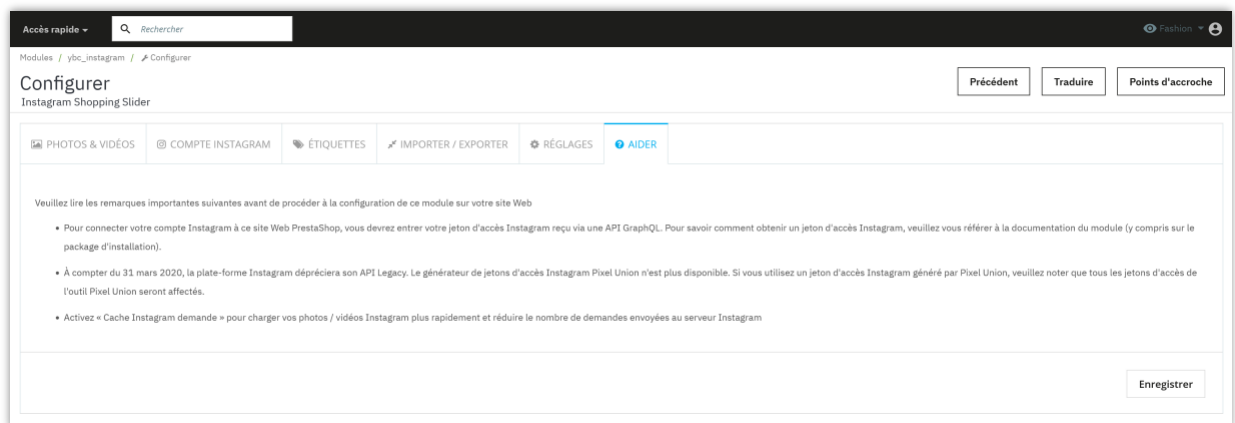 Accès rapide
Rechercher
Fashion
Modules / ybc_instagram / Configurer
Configurer
Instagram Shopping Slider
Précédent
Traduire
Points d'accroche
PHOTOS & VIDÉOS
COMPTE INSTAGRAM
ÉTIQUETTES
IMPORTER / EXPORTER
RÉGLAGES
AIDER
Veuillez lire les remarques importantes suivantes avant de procéder à la configuration de ce module sur votre site Web
• Pour connecter votre compte Instagram à ce site Web PrestaShop, vous devrez entrer votre jeton d'accès Instagram reçu via une API GraphQL. Pour savoir comment obtenir un jeton d'accès Instagram, veuillez vous référer à la documentation du module (y compris sur le
package d'installation).
• À compter du 31 mars 2020, la plate-forme Instagram dépréciera son API Legacy. Le générateur de jetons d'accès Instagram Pixel Union n'est plus disponible. Si vous utilisez un jeton d'accès Instagram généré par Pixel Union, veuillez noter que tous les jetons d'accès de
l'outil Pixel Union seront affectés.
• Activez « Cache Instagram demande » pour charger vos photos / vidéos Instagram plus rapidement et réduire le nombre de demandes envoyées au serveur Instagram
Enregistrer